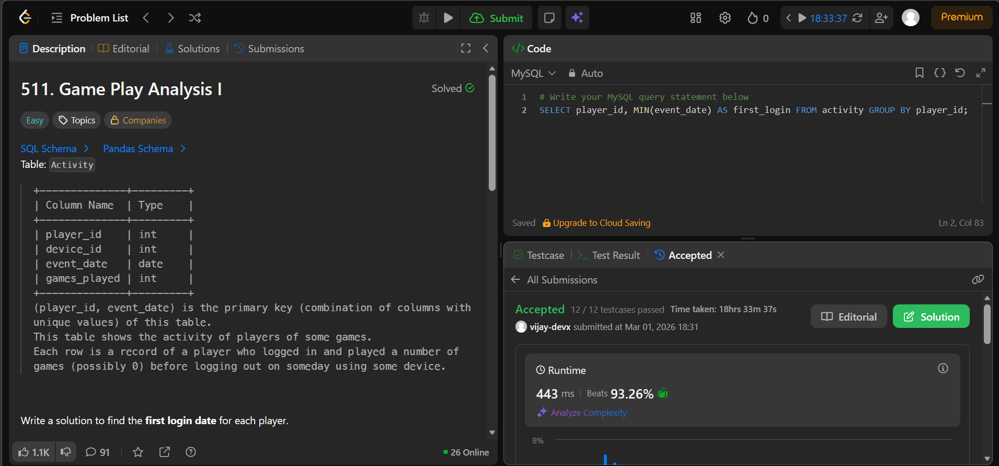 Problem List
Submit
0
18:33:37
Premium
Description
Editorial
Solutions
Submissions
511. Game Play Analysis I
Solved
Easy
Topics
Companies
SQL Schema
Pandas Schema
Table: Activity
+--------------+---------+
| Column Name  | Type    |
+--------------+---------+
| player_id    | int     |
| device_id    | int     |
| event_date   | date    |
| games_played | int     |
+--------------+---------+
(player_id, event_date) is the primary key (combination of columns with
unique values) of this table.
This table shows the activity of players of some games.
Each row is a record of a player who logged in and played a number of
games (possibly 0) before logging out on someday using some device.
Write a solution to find the first login date for each player.
1.1K
91
26 Online
</> Code
MySQL
Auto
1 # Write your MySQL query statement below
2 SELECT player_id, MIN(event_date) AS first_login FROM activity GROUP BY player_id;
Saved
Upgrade to Cloud Saving
Ln 2, Col 83
Testcase
Test Result
Accepted
All Submissions
Accepted 12 / 12 testcases passed Time taken: 18hrs 33m 37s
vijay-devx submitted at Mar 01, 2026 18:31
Editorial
Solution
Runtime
443 ms
Beats 93.26%
Analyze Complexity
8%